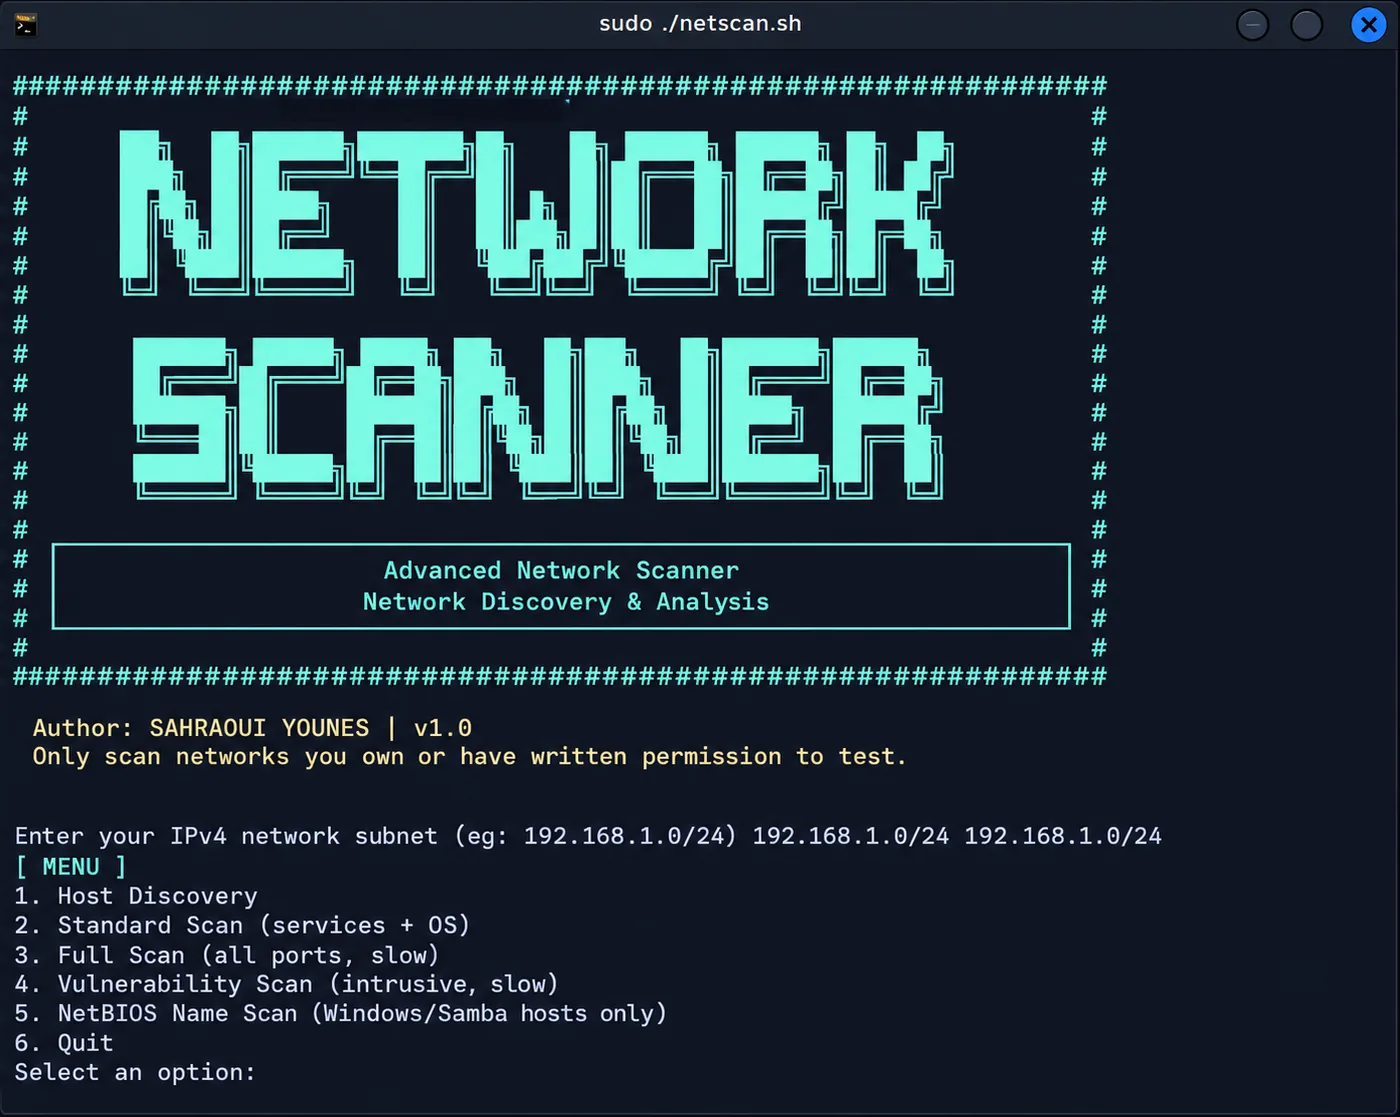 sudo ./netscan.sh
#############################################################################
NETWORK
SCANNER
Advanced Network Scanner
Network Discovery & Analysis
#############################################################################
Author: SAHRAOUI YOUNES | v1.0
Only scan networks you own or have written permission to test.
Enter your IPv4 network subnet (eg: 192.168.1.0/24) 192.168.1.0/24 192.168.1.0/24
[ MENU ]
1. Host Discovery
2. Standard Scan (services + OS)
3. Full Scan (all ports, slow)
4. Vulnerability Scan (intrusive, slow)
5. NetBIOS Name Scan (Windows/Samba hosts only)
6. Quit
Select an option: